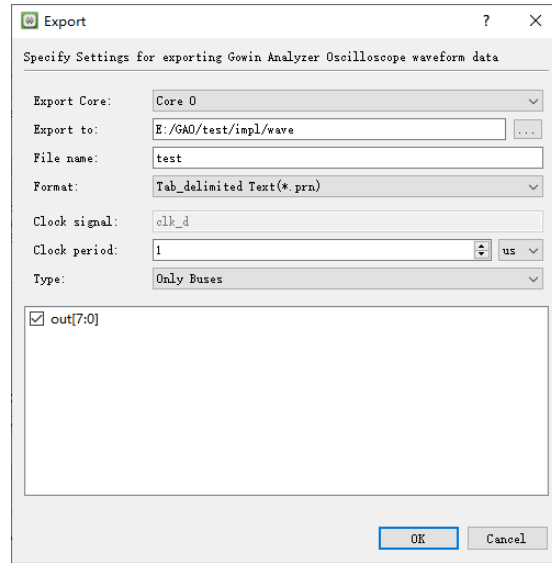 Export
Specify Settings for exporting Gowin Analyzer Oscilloscope waveform data
Export Core: Core 0
Export to: E:/GAO/test/impl/wave ...
File name: test
Format: Tab_delimited Text(*.prn)
Clock signal: clk_d
Clock period: 1 us
Type: Only Buses
out[7:0]
OK Cancel